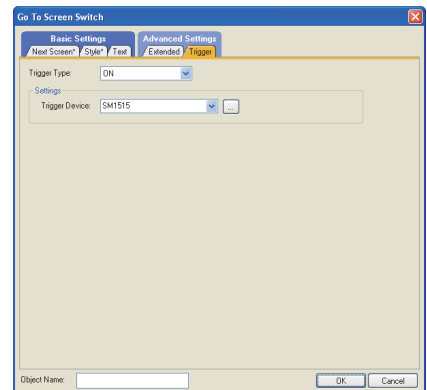 Go To Screen Switch
Basic Settings Advanced Settings
Next Screen* Style* Text Extended Trigger
Trigger Type: ON
Settings
Trigger Device: SM1515 ...
Object Name: OK Cancel